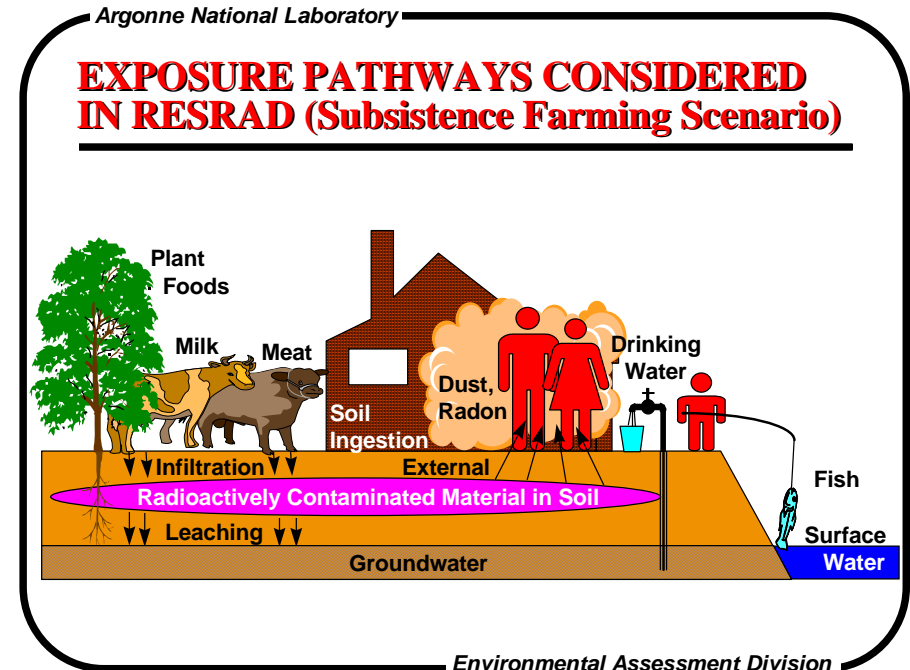 Argonne National Laboratory
EXPOSURE PATHWAYS CONSIDERED
IN RESRAD (Subsistence Farming Scenario)
Plant
Foods
Milk
Meat
Soil
Ingestion
Dust,
Radon
Drinking
Water
Infiltration
External
Radioactively Contaminated Material in Soil
Leaching
Groundwater
Fish
Surface
Water
Environmental Assessment Division